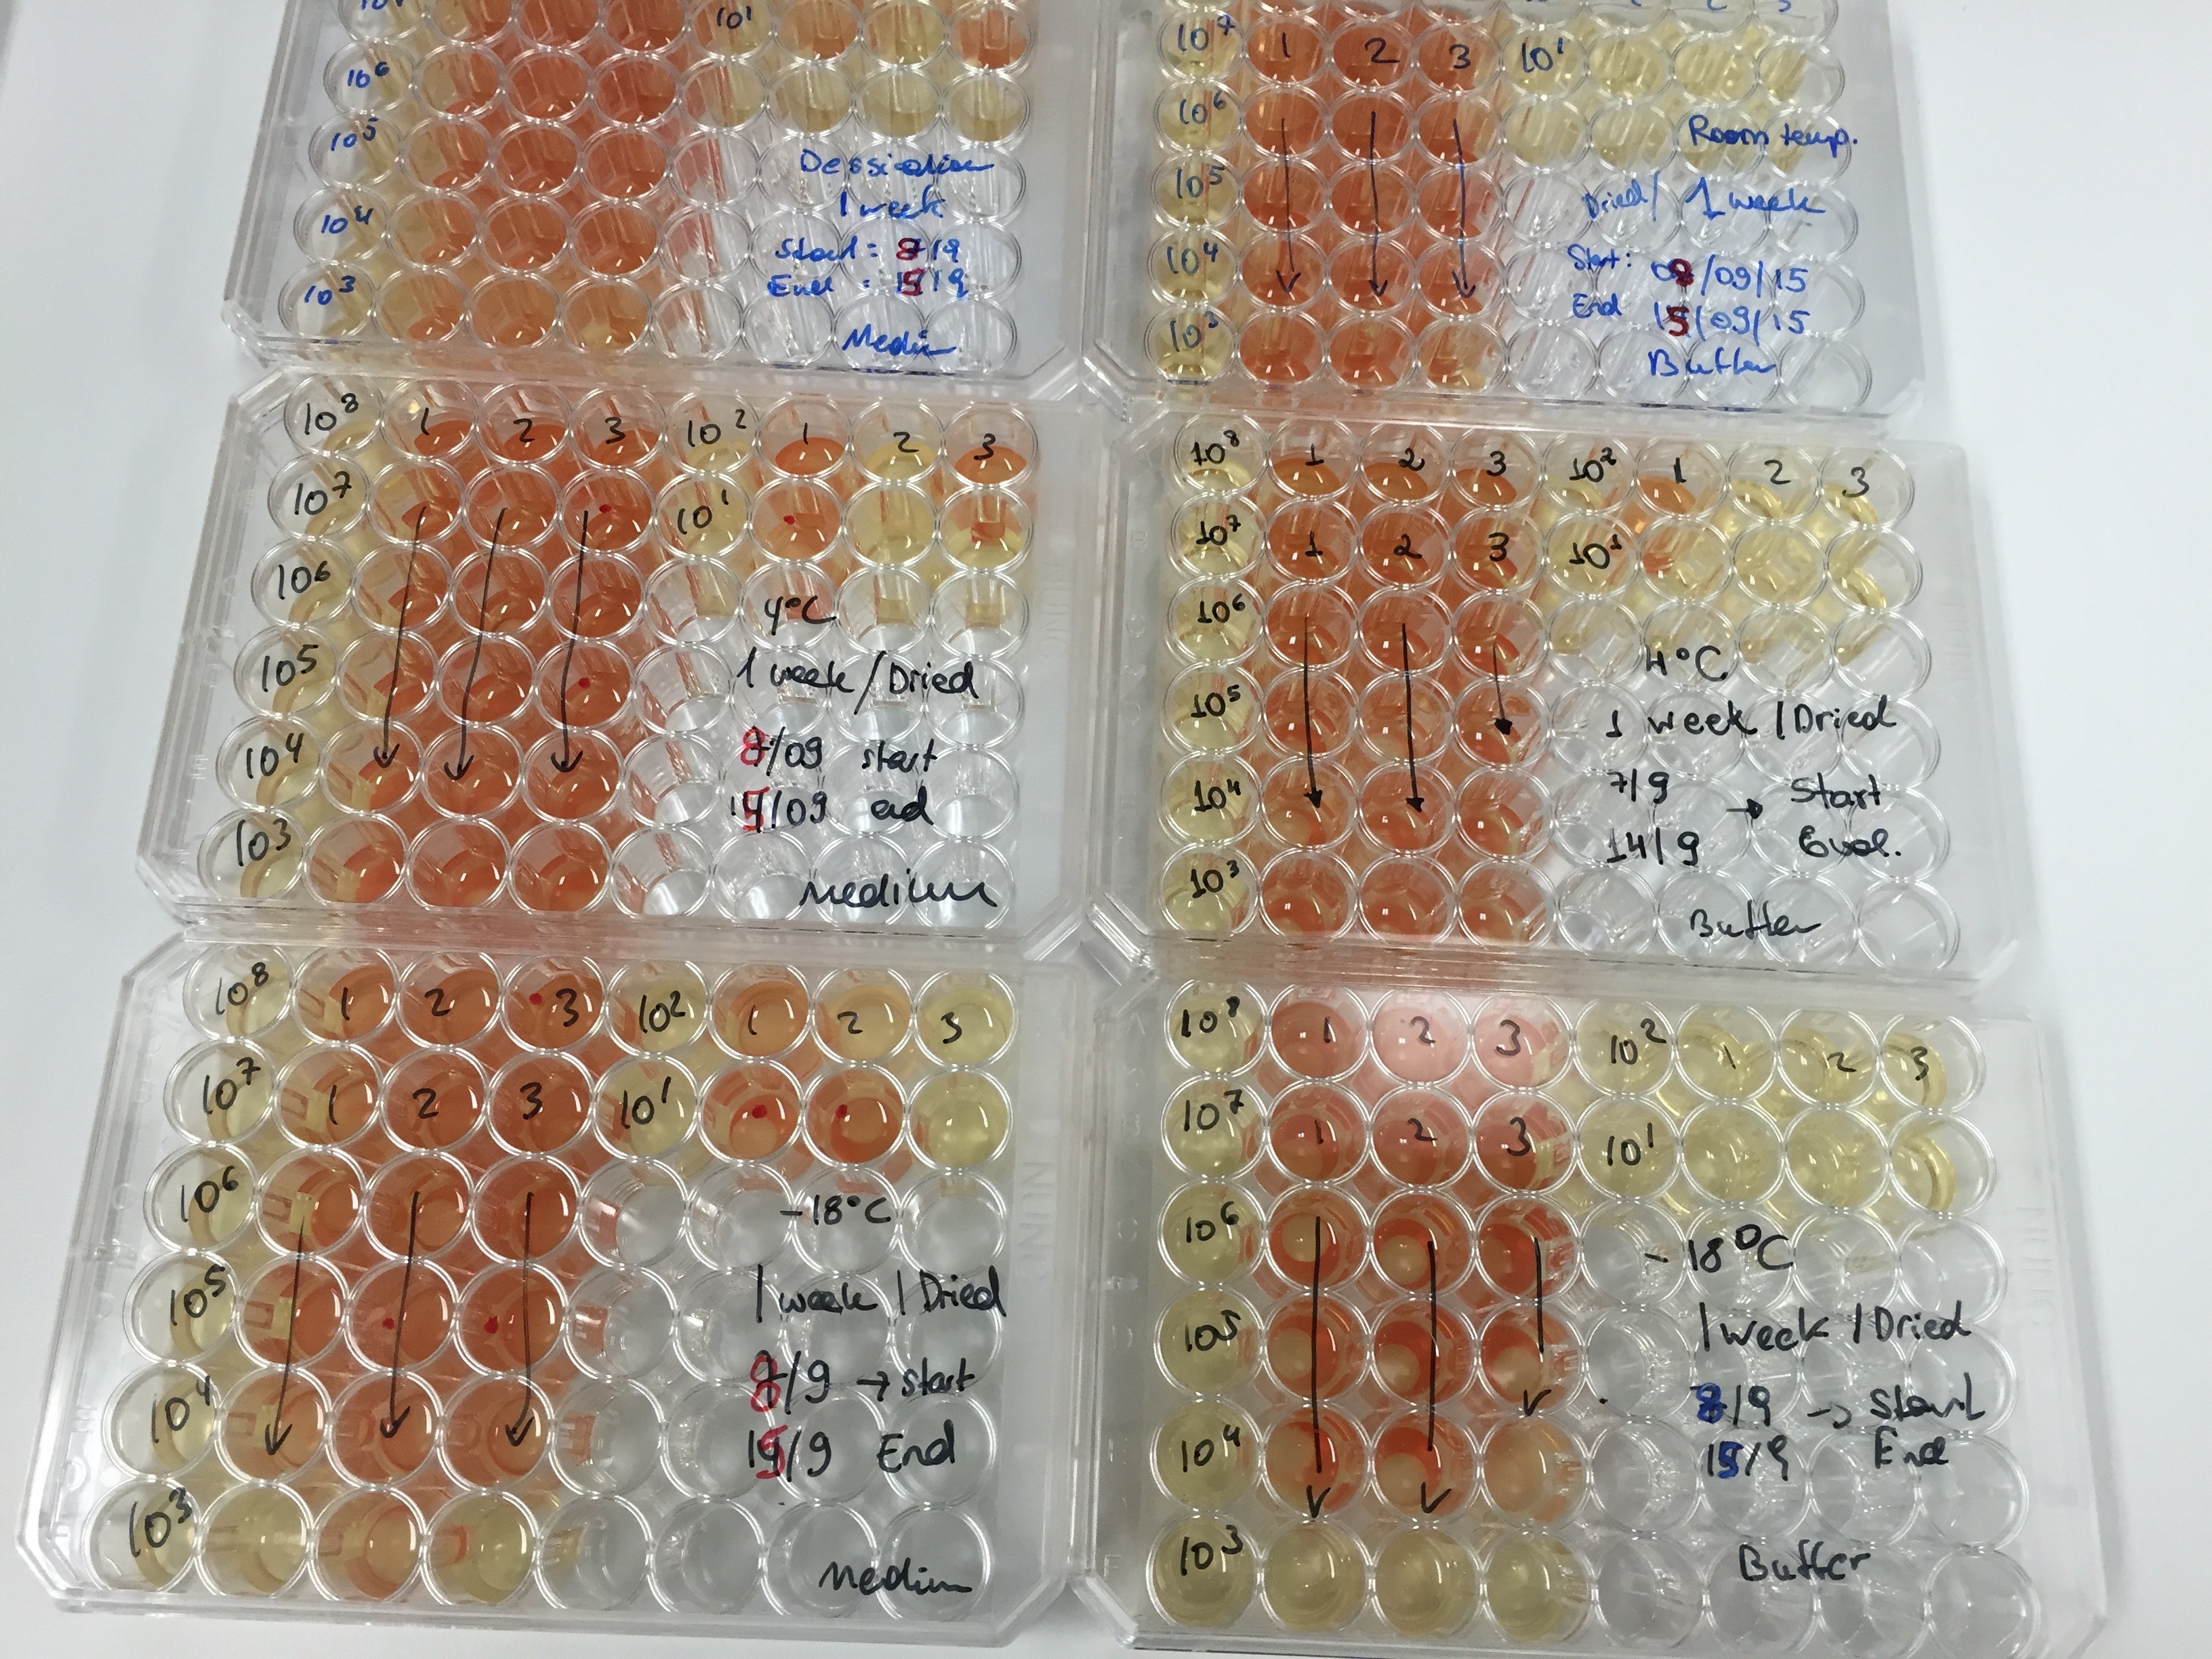 10¹
10⁶
10⁵
10⁴
10³
Dessication
1 week
Start: 8/9
End : 15/9
Medium
10⁷ 1 2 3 10¹
10⁶
10⁵
10⁴
10³
Room temp.
Dried/ 1 week
Start: 08/09/15
End 15/09/15
Buffer
10⁸ 1 2 3 10² 1 2 3
10⁷ 10¹
10⁶
10⁵
10⁴
10³
4°C
1 week/Dried
8/09 start
15/09 end
Medium
NUNC
10⁸ 1 2 3 10² 1 2 3
10⁷ 1 2 3 10¹
10⁶
10⁵
10⁴
10³
4°C
1 week /Dried
7/9 → Start
14/9
Buffer
10⁸ 1 2 3 10² 1 2 3
10⁷ 1 2 3 10¹
10⁶
10⁵
10⁴
10³
-18°C
1 week / Dried
8/9 → start
15/9 End
Medium
NUNC
10⁸ 1 2 3 10² 1 2 3
10⁷ 1 2 3 10¹
10⁶
10⁵
10⁴
10³
-18°C
1 week / Dried
8/9 → Start
15/9 End
Buffer